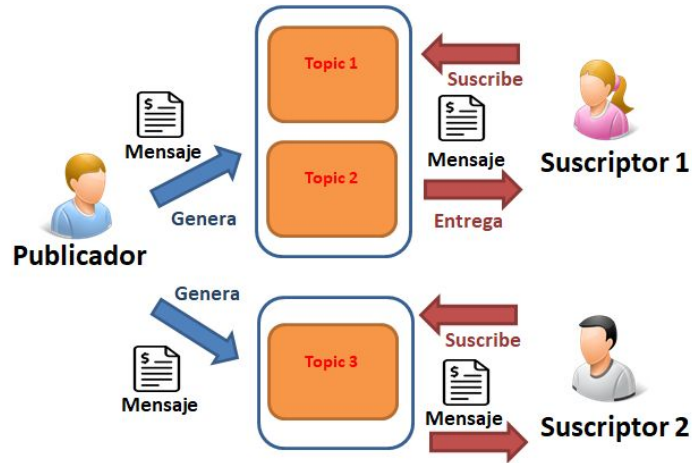 Topic 1
Suscribe
Mensaje
Mensaje
Suscriptor 1
Topic 2
Genera
Entrega
Publicador
Genera
Suscribe
Topic 3
Mensaje
Mensaje
Suscriptor 2